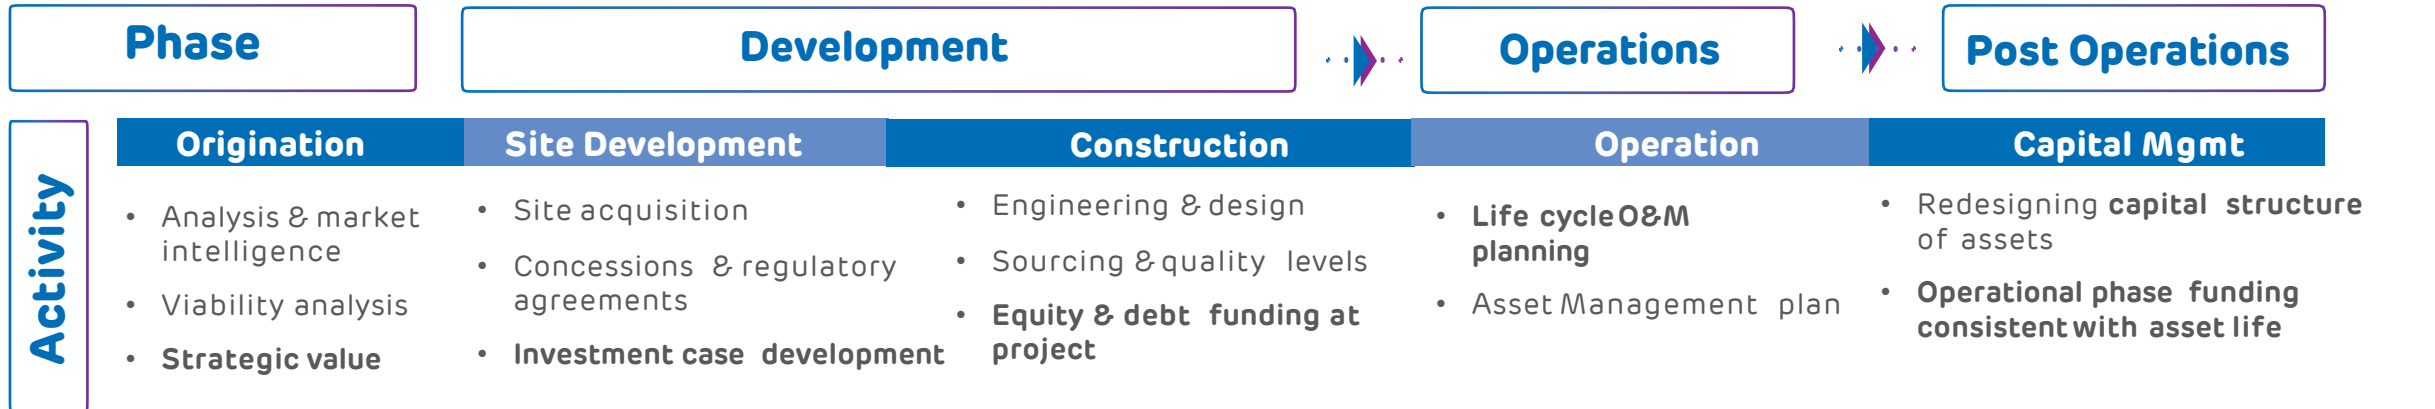 Phase
Development
Operations
Post Operations
Activity
Origination
Site Development
Construction
Operation
Capital Mgmt
• Analysis & market
intelligence
• Viability analysis
• Strategic value
• Site acquisition
• Concessions & regulatory
agreements
• Investment case development
• Engineering & design
• Sourcing & quality levels
• Equity & debt funding at
project
• Life cycle O&M
planning
• Asset Management plan
• Redesigning capital structure
of assets
• Operational phase funding
consistent with asset life